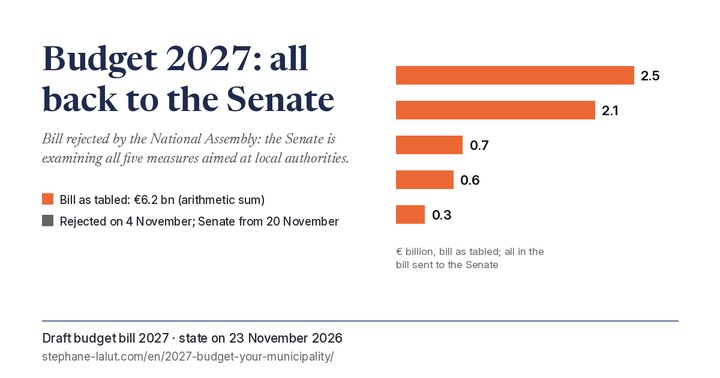 Budget 2027: all
back to the Senate
Bill rejected by the National Assembly: the Senate is
examining all five measures aimed at local authorities.
Bill as tabled: €6.2 bn (arithmetic sum)
Rejected on 4 November; Senate from 20 November
2.5
2.1
0.7
0.6
0.3
€ billion, bill as tabled; all in the
bill sent to the Senate
Draft budget bill 2027 · state on 23 November 2026
stephane-lalut.com/en/2027-budget-your-municipality/